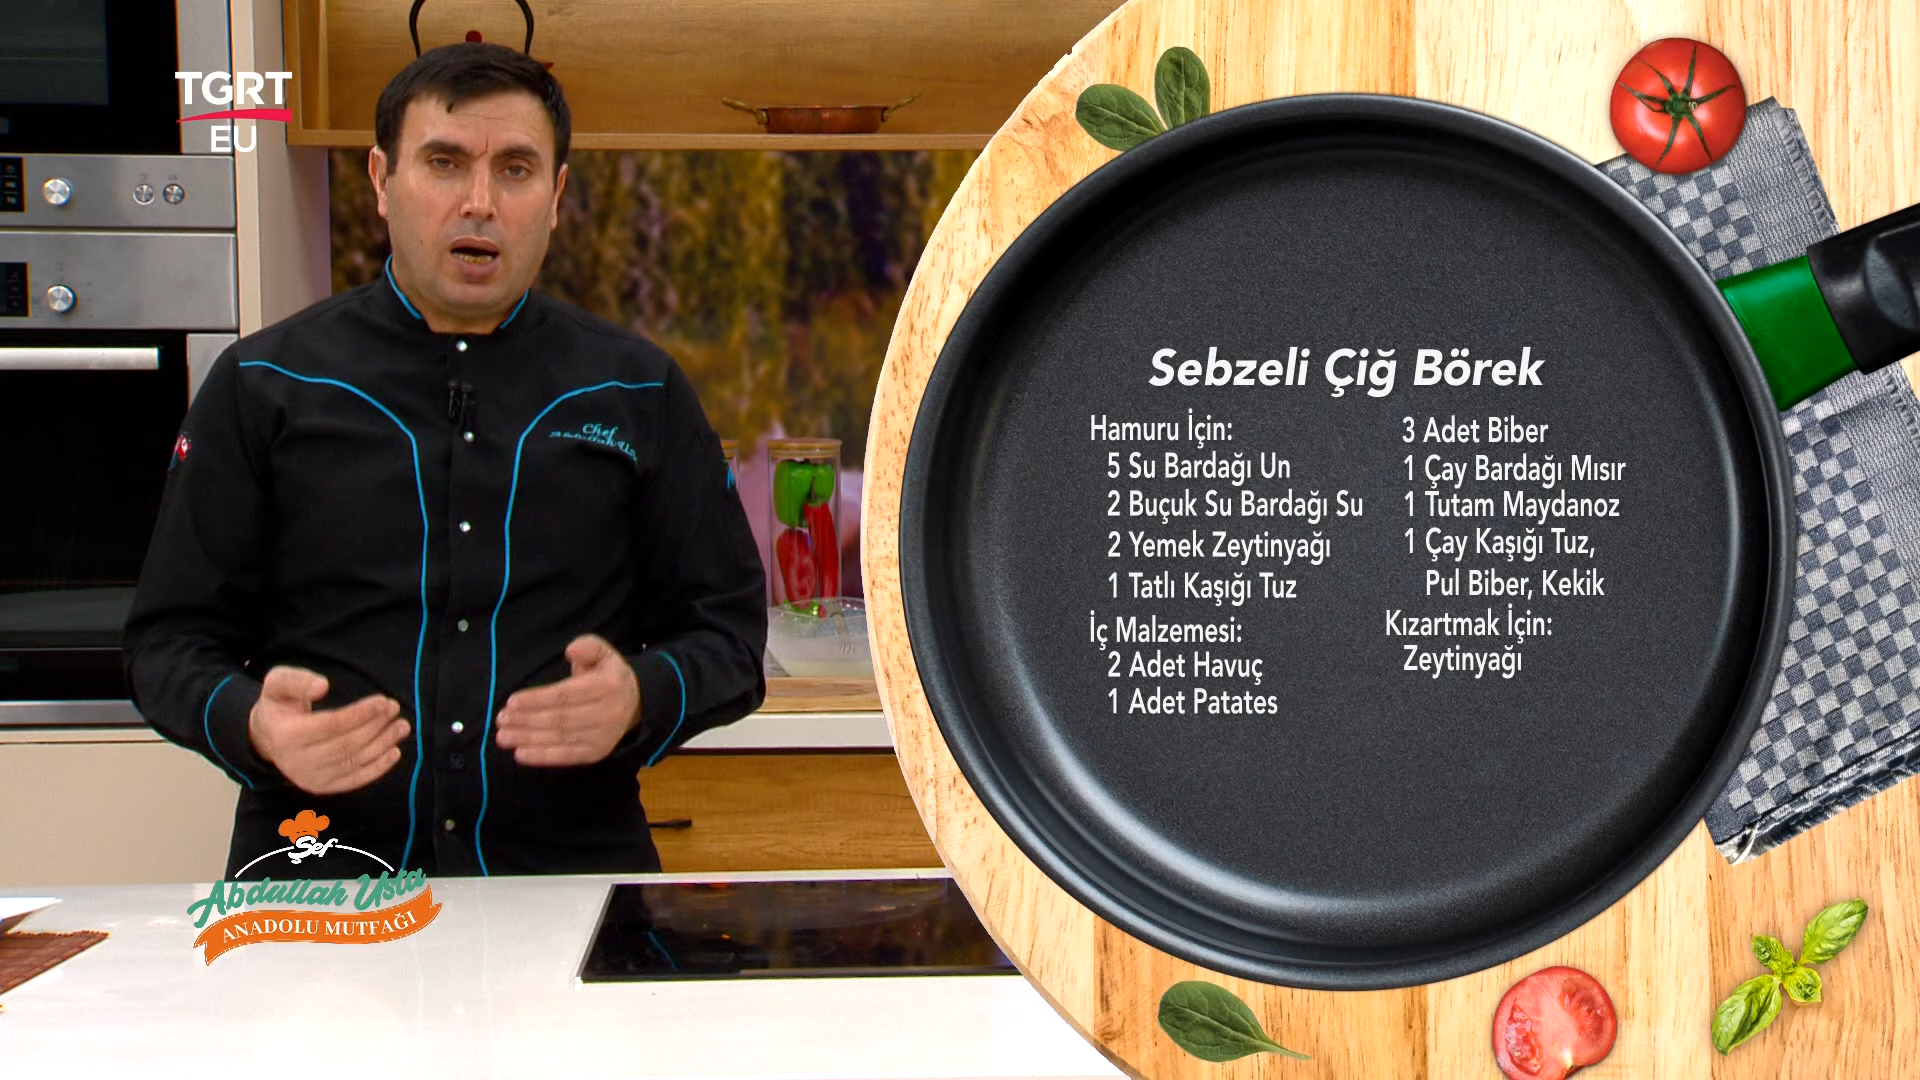 TGRT
EU
Chef
Abdullah Usta
Şef
Abdullah Usta
ANADOLU MUTFAĞI
Sebzeli Çiğ Börek
Hamuru İçin:
5 Su Bardağı Un
2 Buçuk Su Bardağı Su
2 Yemek Zeytinyağı
1 Tatlı Kaşığı Tuz
İç Malzemesi:
2 Adet Havuç
1 Adet Patates
3 Adet Biber
1 Çay Bardağı Mısır
1 Tutam Maydanoz
1 Çay Kaşığı Tuz,
Pul Biber, Kekik
Kızartmak İçin:
Zeytinyağı